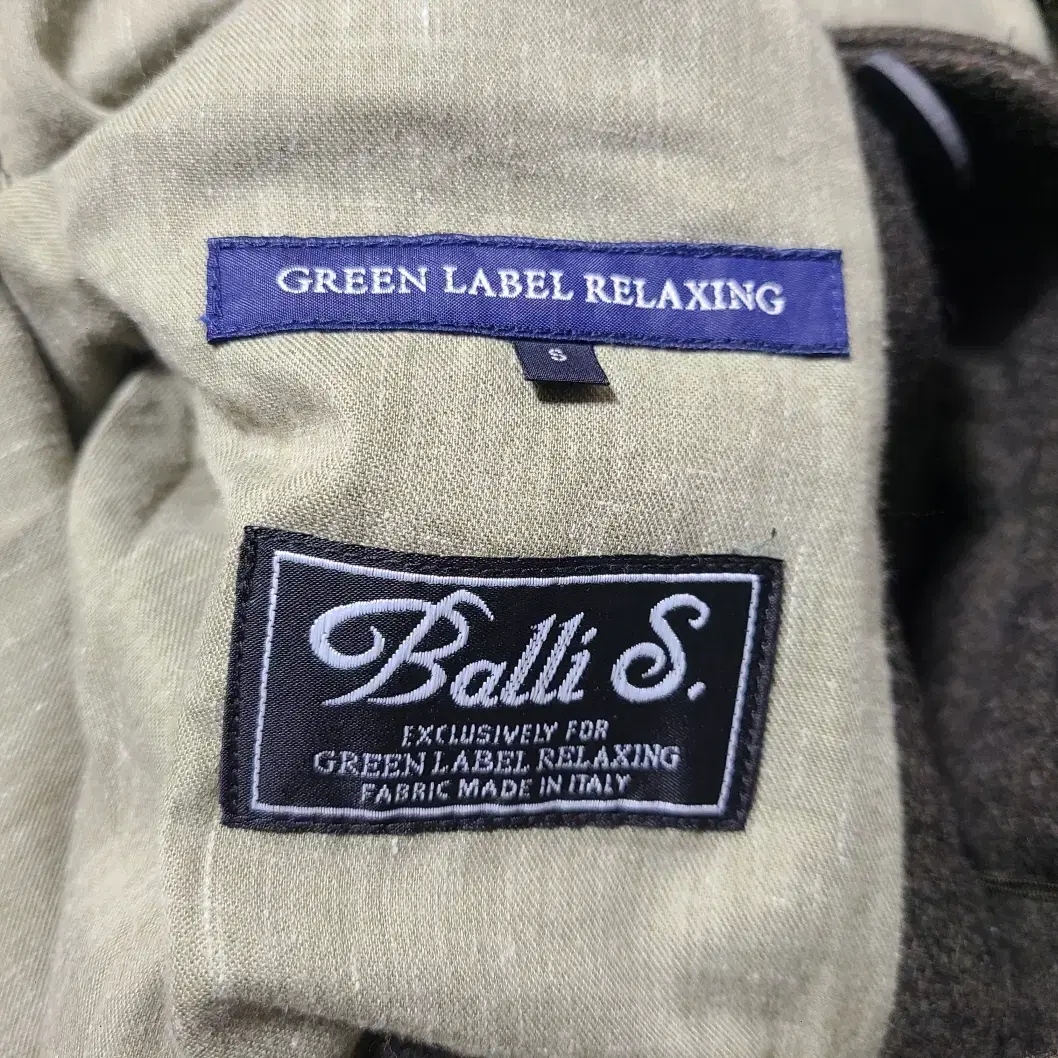 GREEN LABEL RELAXING
S
Balli S.
EXCLUSIVELY FOR
GREEN LABEL RELAXING
FABRIC MADE IN ITALY